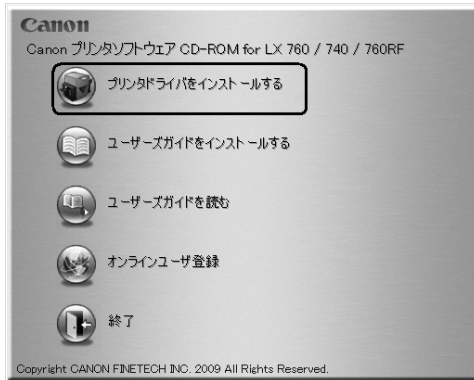 Canon
Canon プリンタソフトウェア CD-ROM for LX 760 / 740 / 760RF
プリンタドライバをインストールする
ユーザーズガイドをインストールする
ユーザーズガイドを読む
オンラインユーザ登録
終了
Copyright CANON FINETECH INC. 2009 All Rights Reserved.